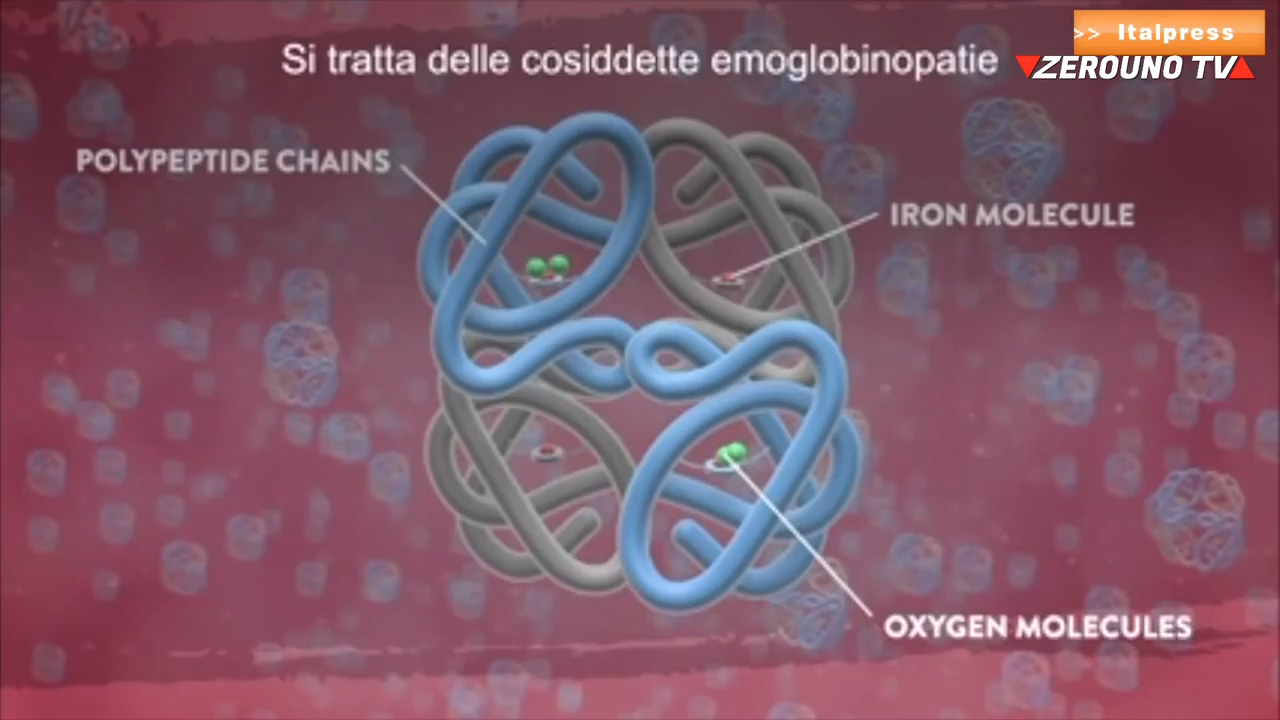 >> Italpress
Si tratta delle cosiddette emoglobinopatie
ZEROUNO TV
POLYPEPTIDE CHAINS
IRON MOLECULE
OXYGEN MOLECULES